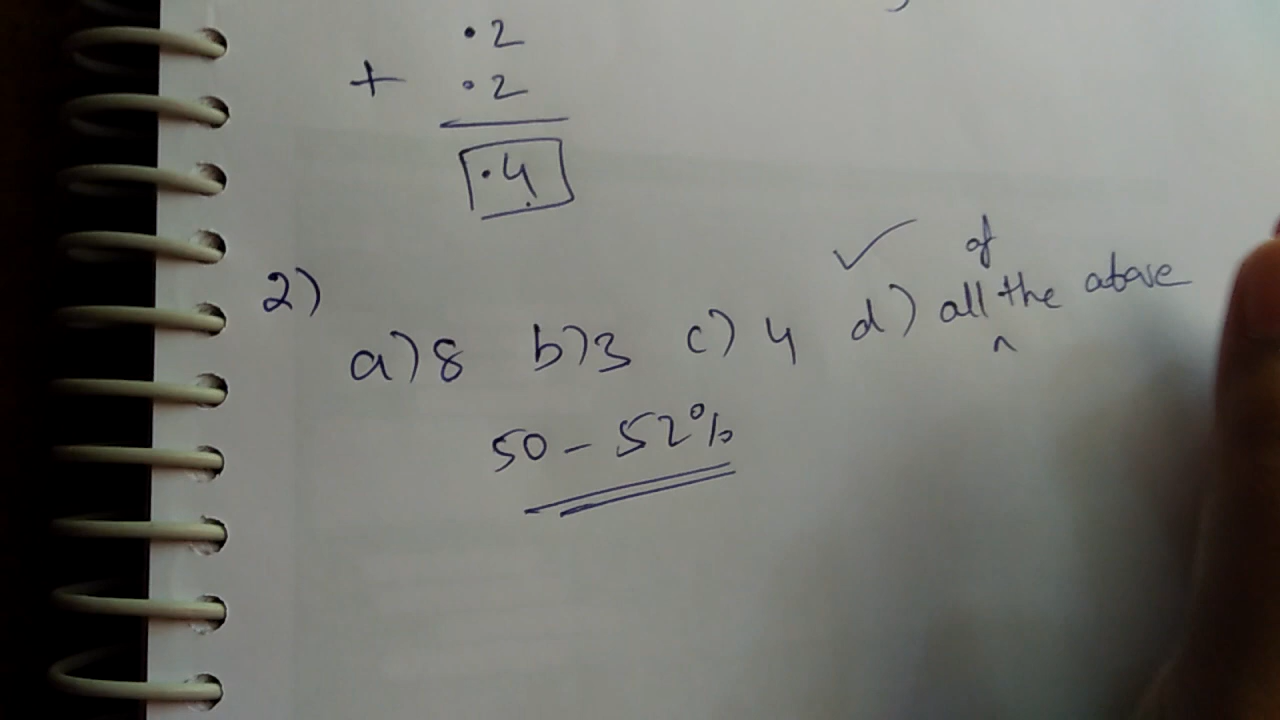 .2
+ .2
.4
2)
a) 8 b) 3 c) 4 d) all of the above
50 - 52%